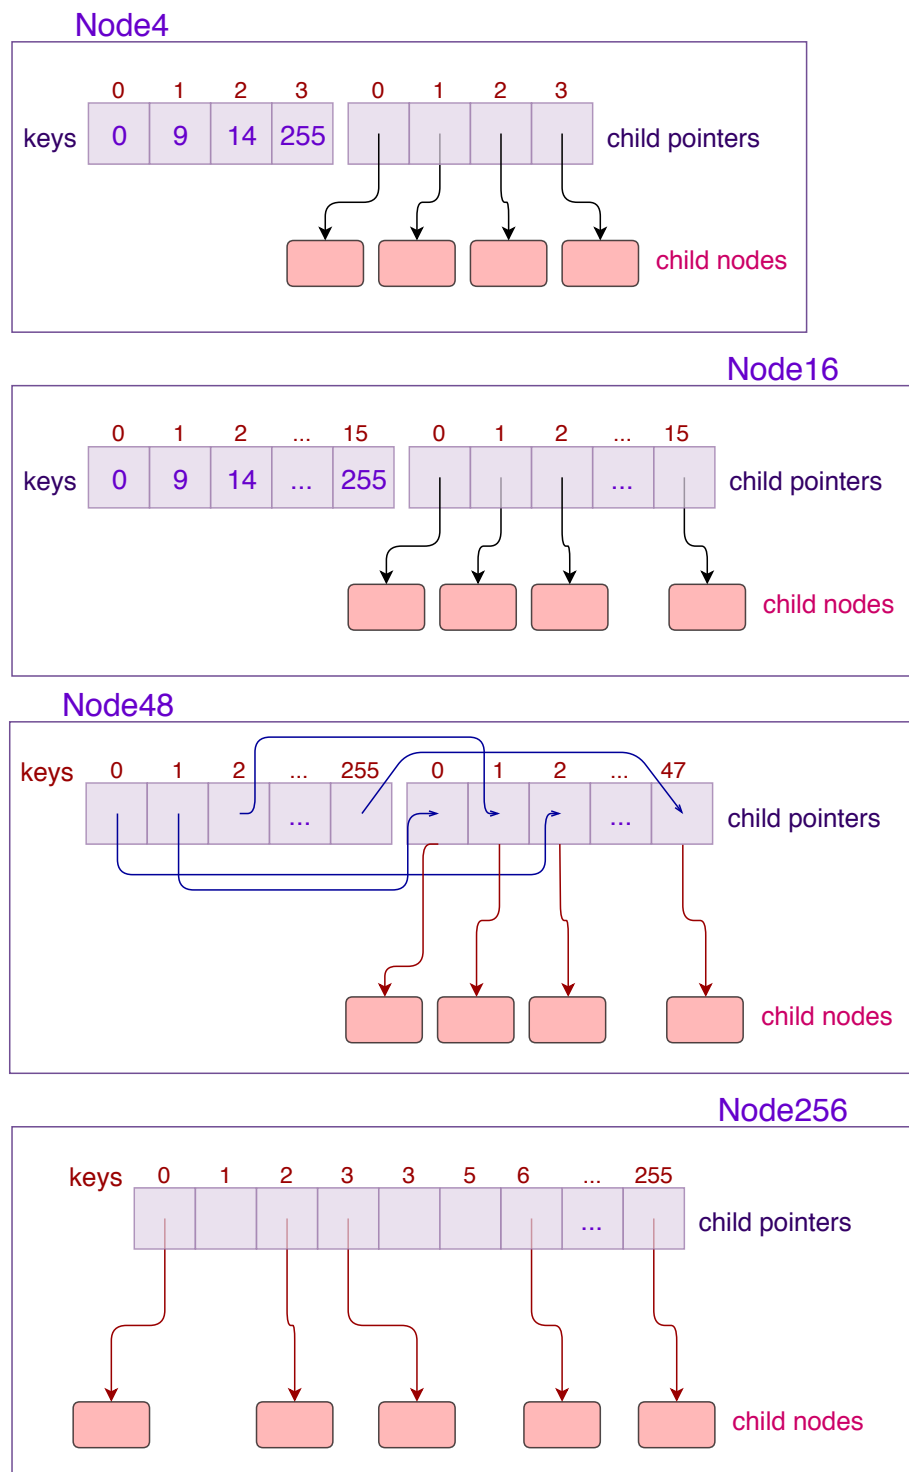 Node4
0 1 2 3 0 1 2 3
keys 0 9 14 255 child pointers
child nodes
Node16
0 1 2 ... 15 0 1 2 ... 15
keys 0 9 14 ... 255 ... child pointers
child nodes
Node48
keys 0 1 2 ... 255 0 1 2 ... 47
... ... child pointers
child nodes
Node256
keys 0 1 2 3 3 5 6 ... 255
... child pointers
child nodes